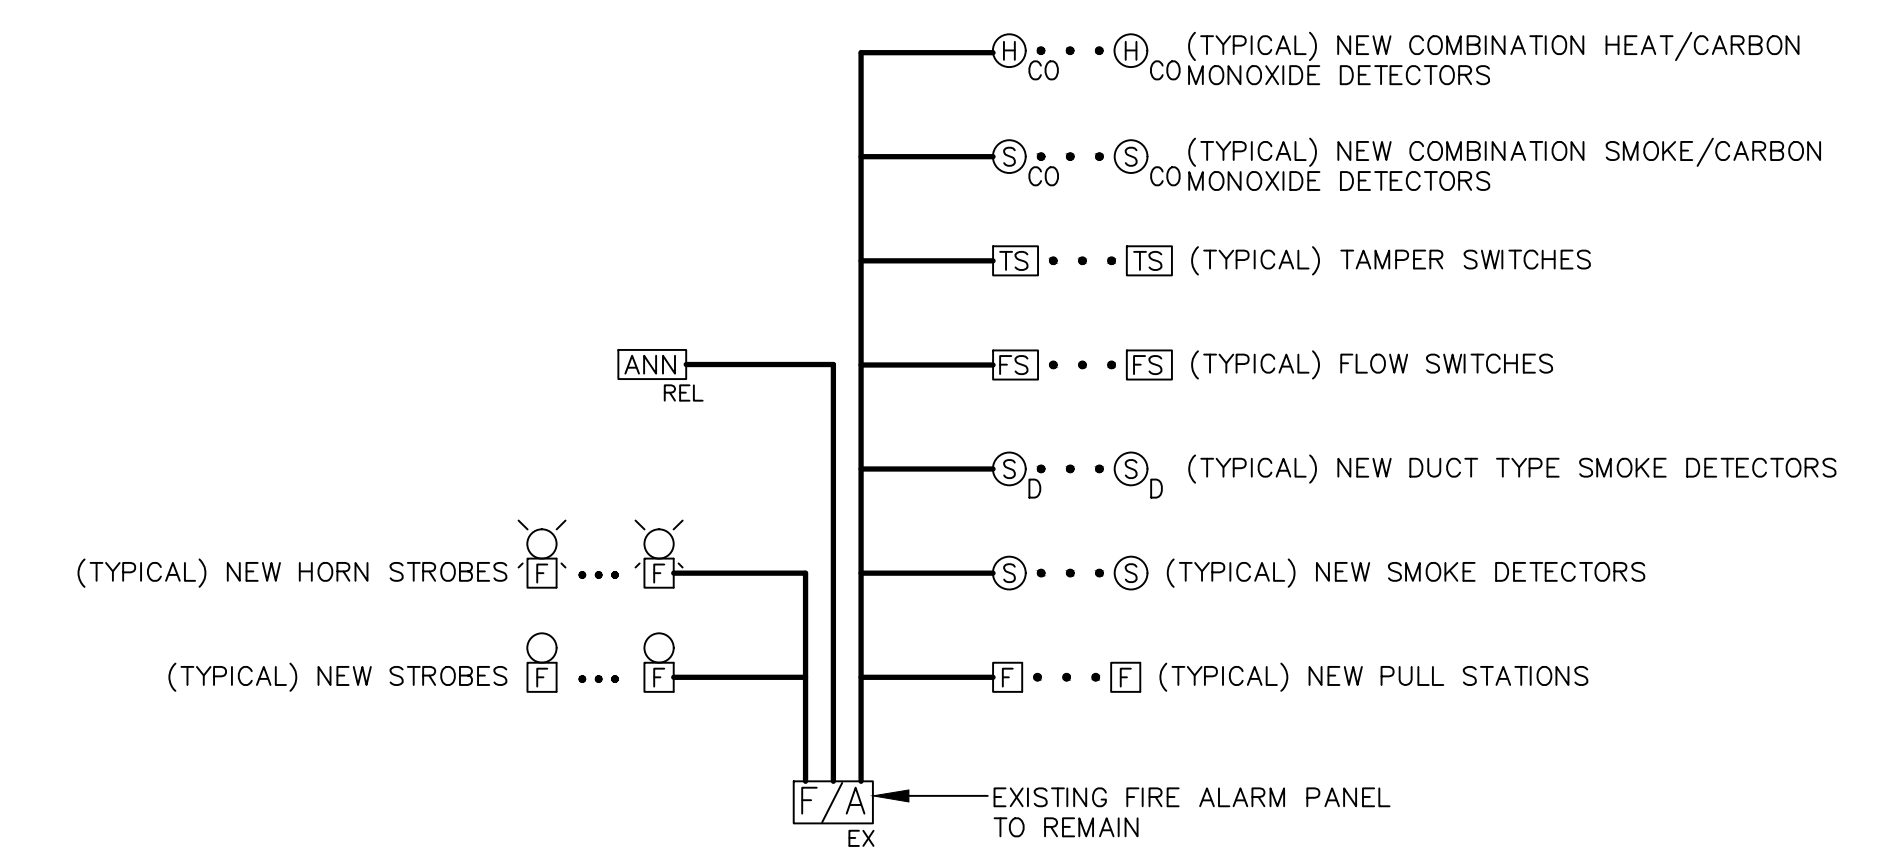 H CO H CO (TYPICAL) NEW COMBINATION HEAT/CARBON
MONOXIDE DETECTORS
S CO S CO (TYPICAL) NEW COMBINATION SMOKE/CARBON
MONOXIDE DETECTORS
TS TS (TYPICAL) TAMPER SWITCHES
ANN
REL
FS FS (TYPICAL) FLOW SWITCHES
S D S D (TYPICAL) NEW DUCT TYPE SMOKE DETECTORS
(TYPICAL) NEW HORN STROBES F F
S S (TYPICAL) NEW SMOKE DETECTORS
(TYPICAL) NEW STROBES F F
F F (TYPICAL) NEW PULL STATIONS
F/A
EX
EXISTING FIRE ALARM PANEL
TO REMAIN